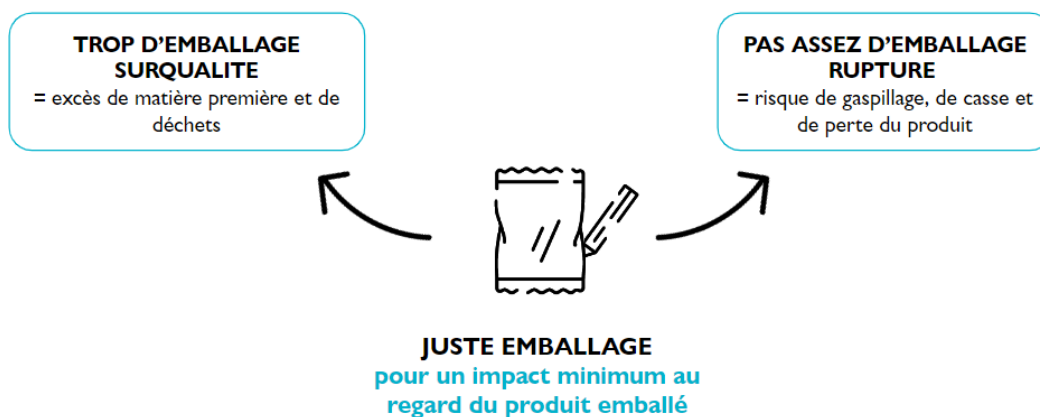 TROP D'EMBALLAGE
SURQUALITE
= excès de matière première et de
déchets
PAS ASSEZ D'EMBALLAGE
RUPTURE
= risque de gaspillage, de casse et
de perte du produit
JUSTE EMBALLAGE
pour un impact minimum au
regard du produit emballé